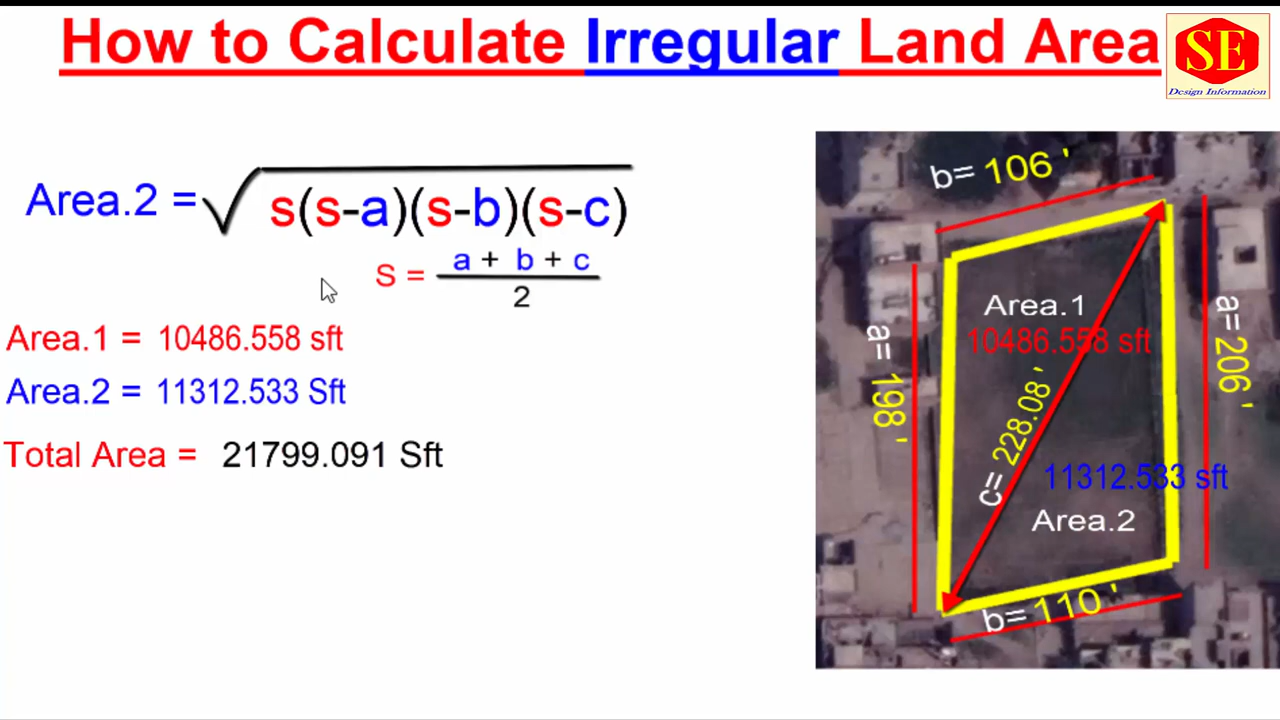 How to Calculate Irregular Land Area
SE
Design Information
Area.2 = √s(s-a)(s-b)(s-c)
S = a + b + c
2
Area.1 = 10486.558 sft
Area.2 = 11312.533 Sft
Total Area = 21799.091 Sft
b= 106 '
a= 198 '
Area.1
10486.558 sft
c= 228.08 '
a= 206 '
11312.533 sft
Area.2
b= 110 '